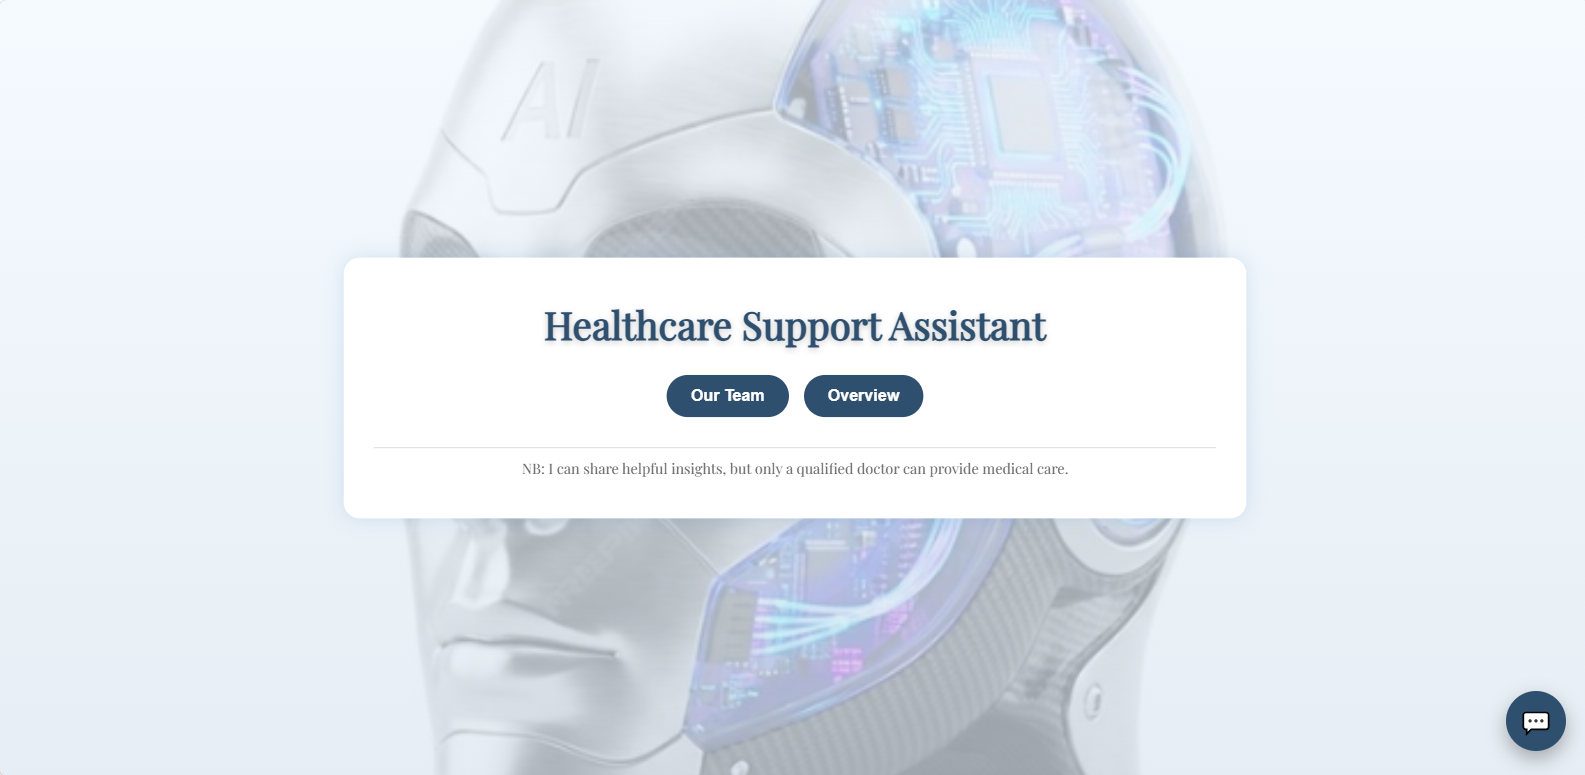 AI
Healthcare Support Assistant
Our Team
Overview
NB: I can share helpful insights, but only a qualified doctor can provide medical care.